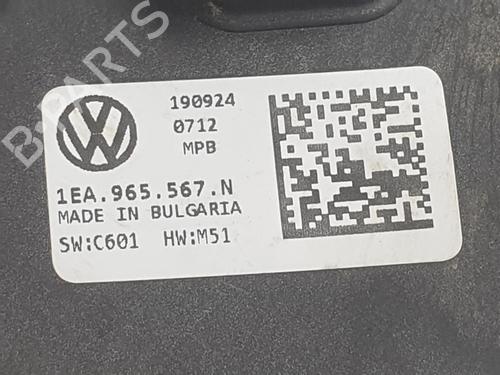 190924
0712
MPB
1EA.965.567.N
MADE IN BULGARIA
SW:C601 HW:M51
B-PARTS